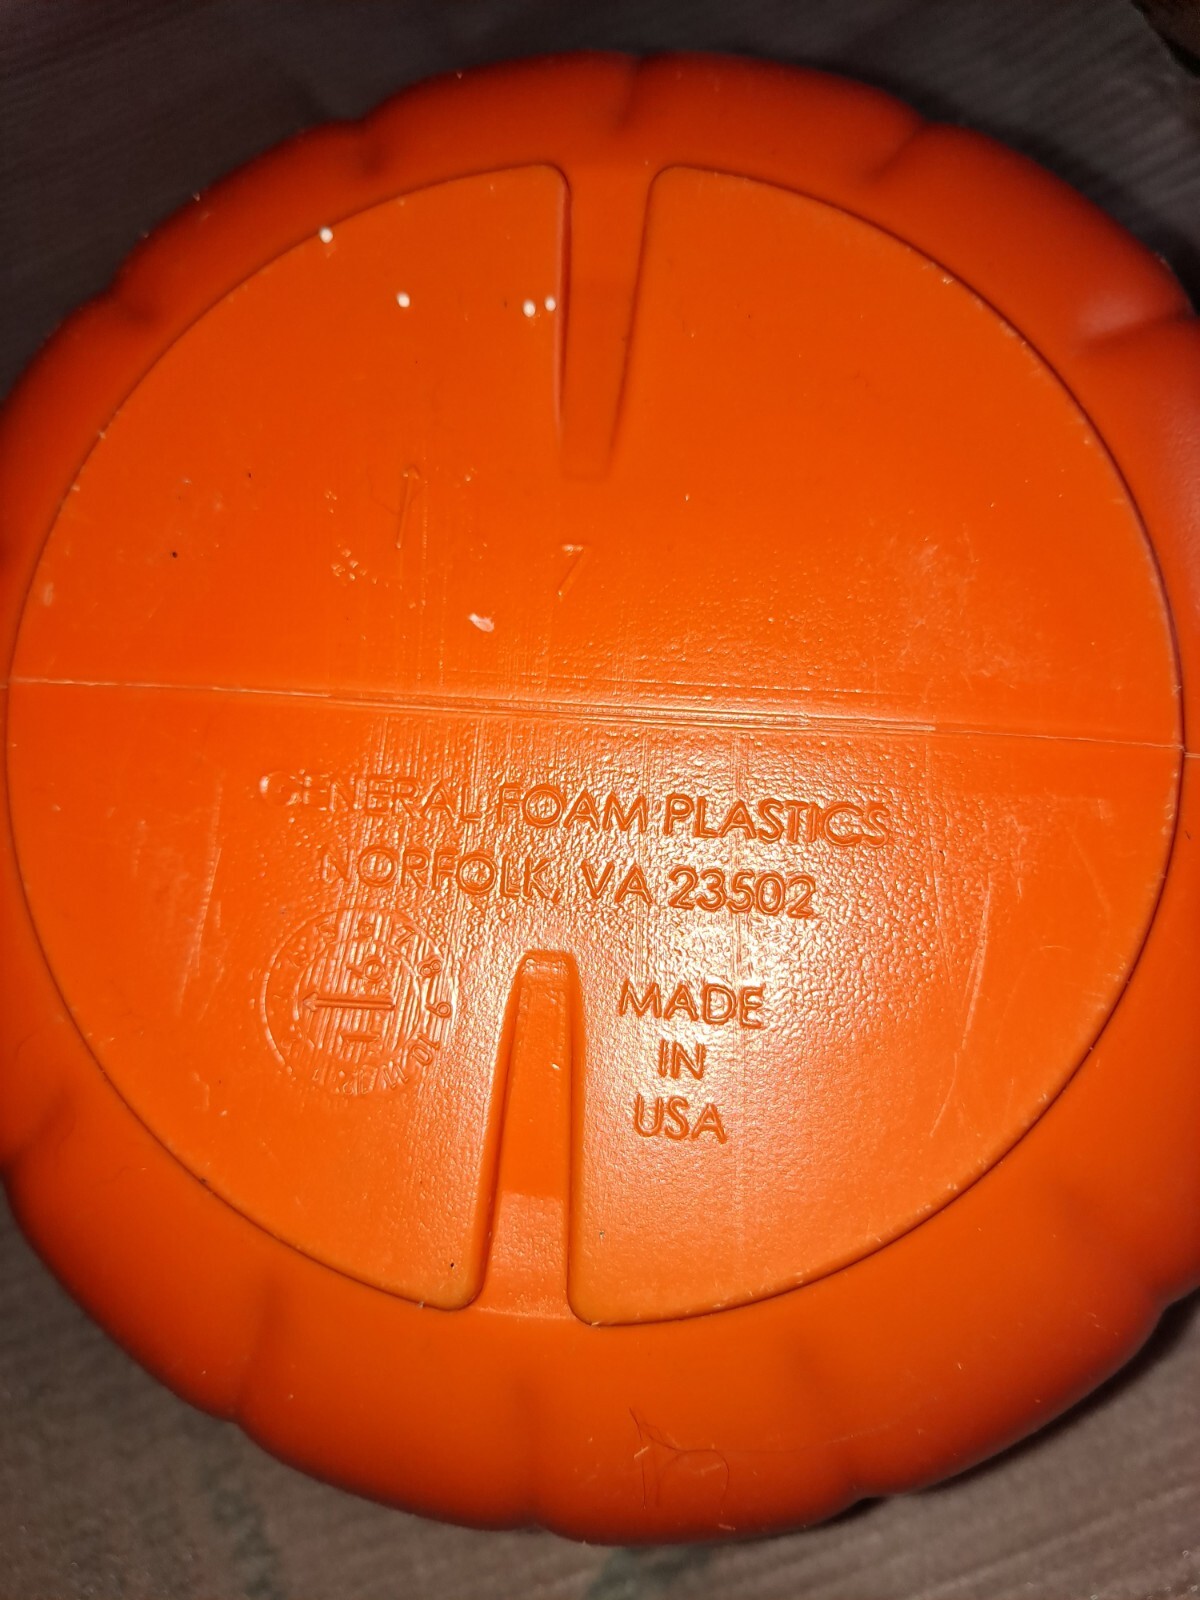 GENERAL FOAM PLASTICS
NORFOLK, VA 23502
MADE
IN
USA